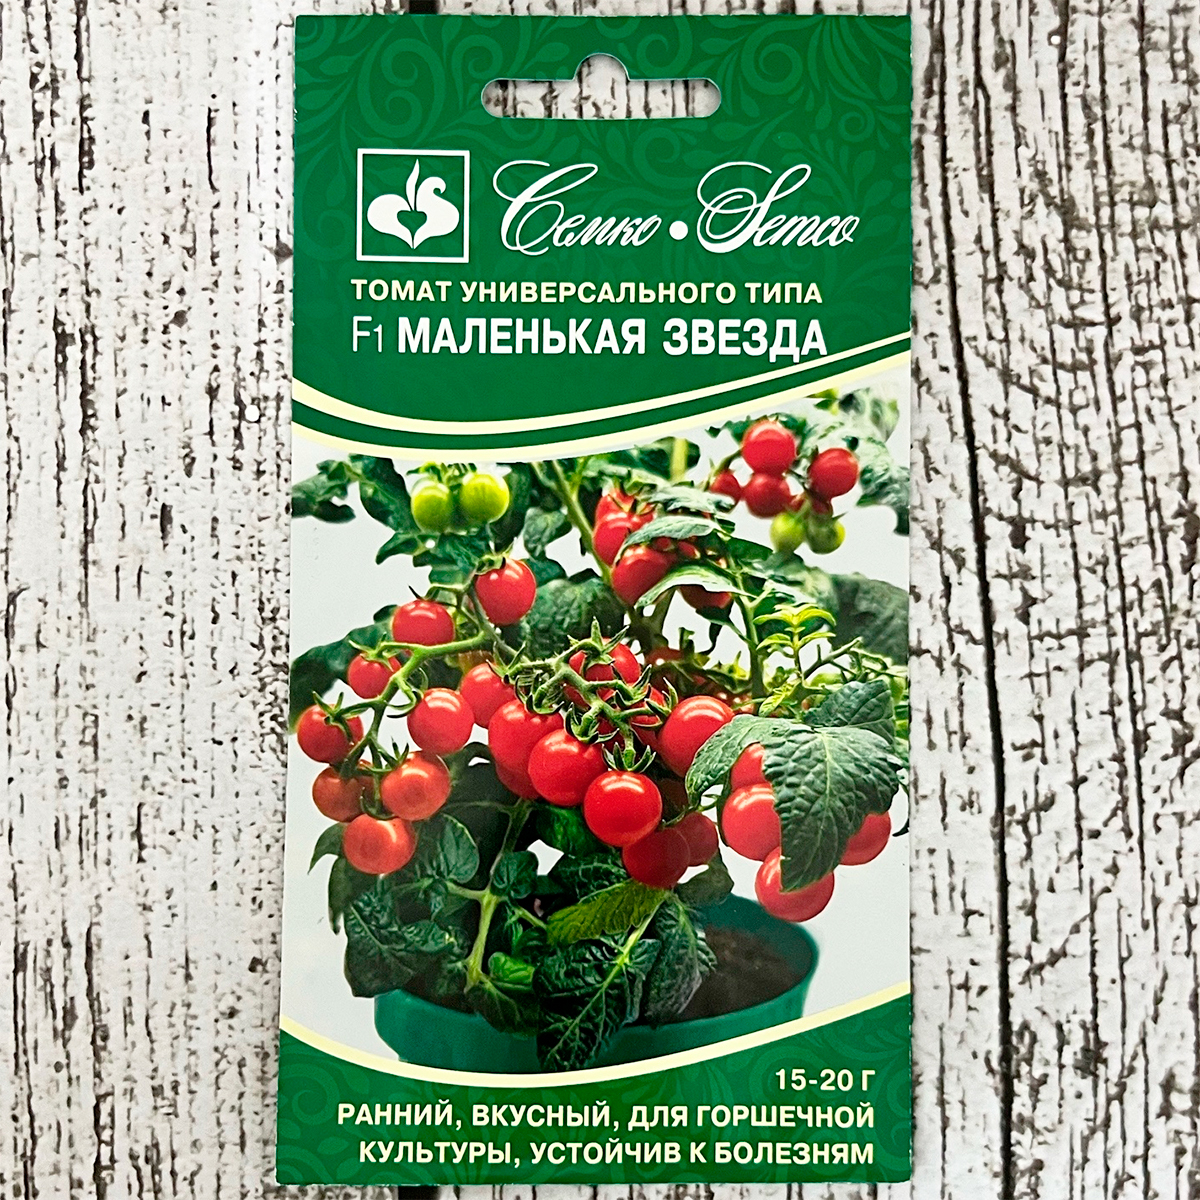 Семко • Semco
ТОМАТ УНИВЕРСАЛЬНОГО ТИПА
F1 МАЛЕНЬКАЯ ЗВЕЗДА
15-20 Г
РАННИЙ, ВКУСНЫЙ, ДЛЯ ГОРШЕЧНОЙ
КУЛЬТУРЫ, УСТОЙЧИВ К БОЛЕЗНЯМ